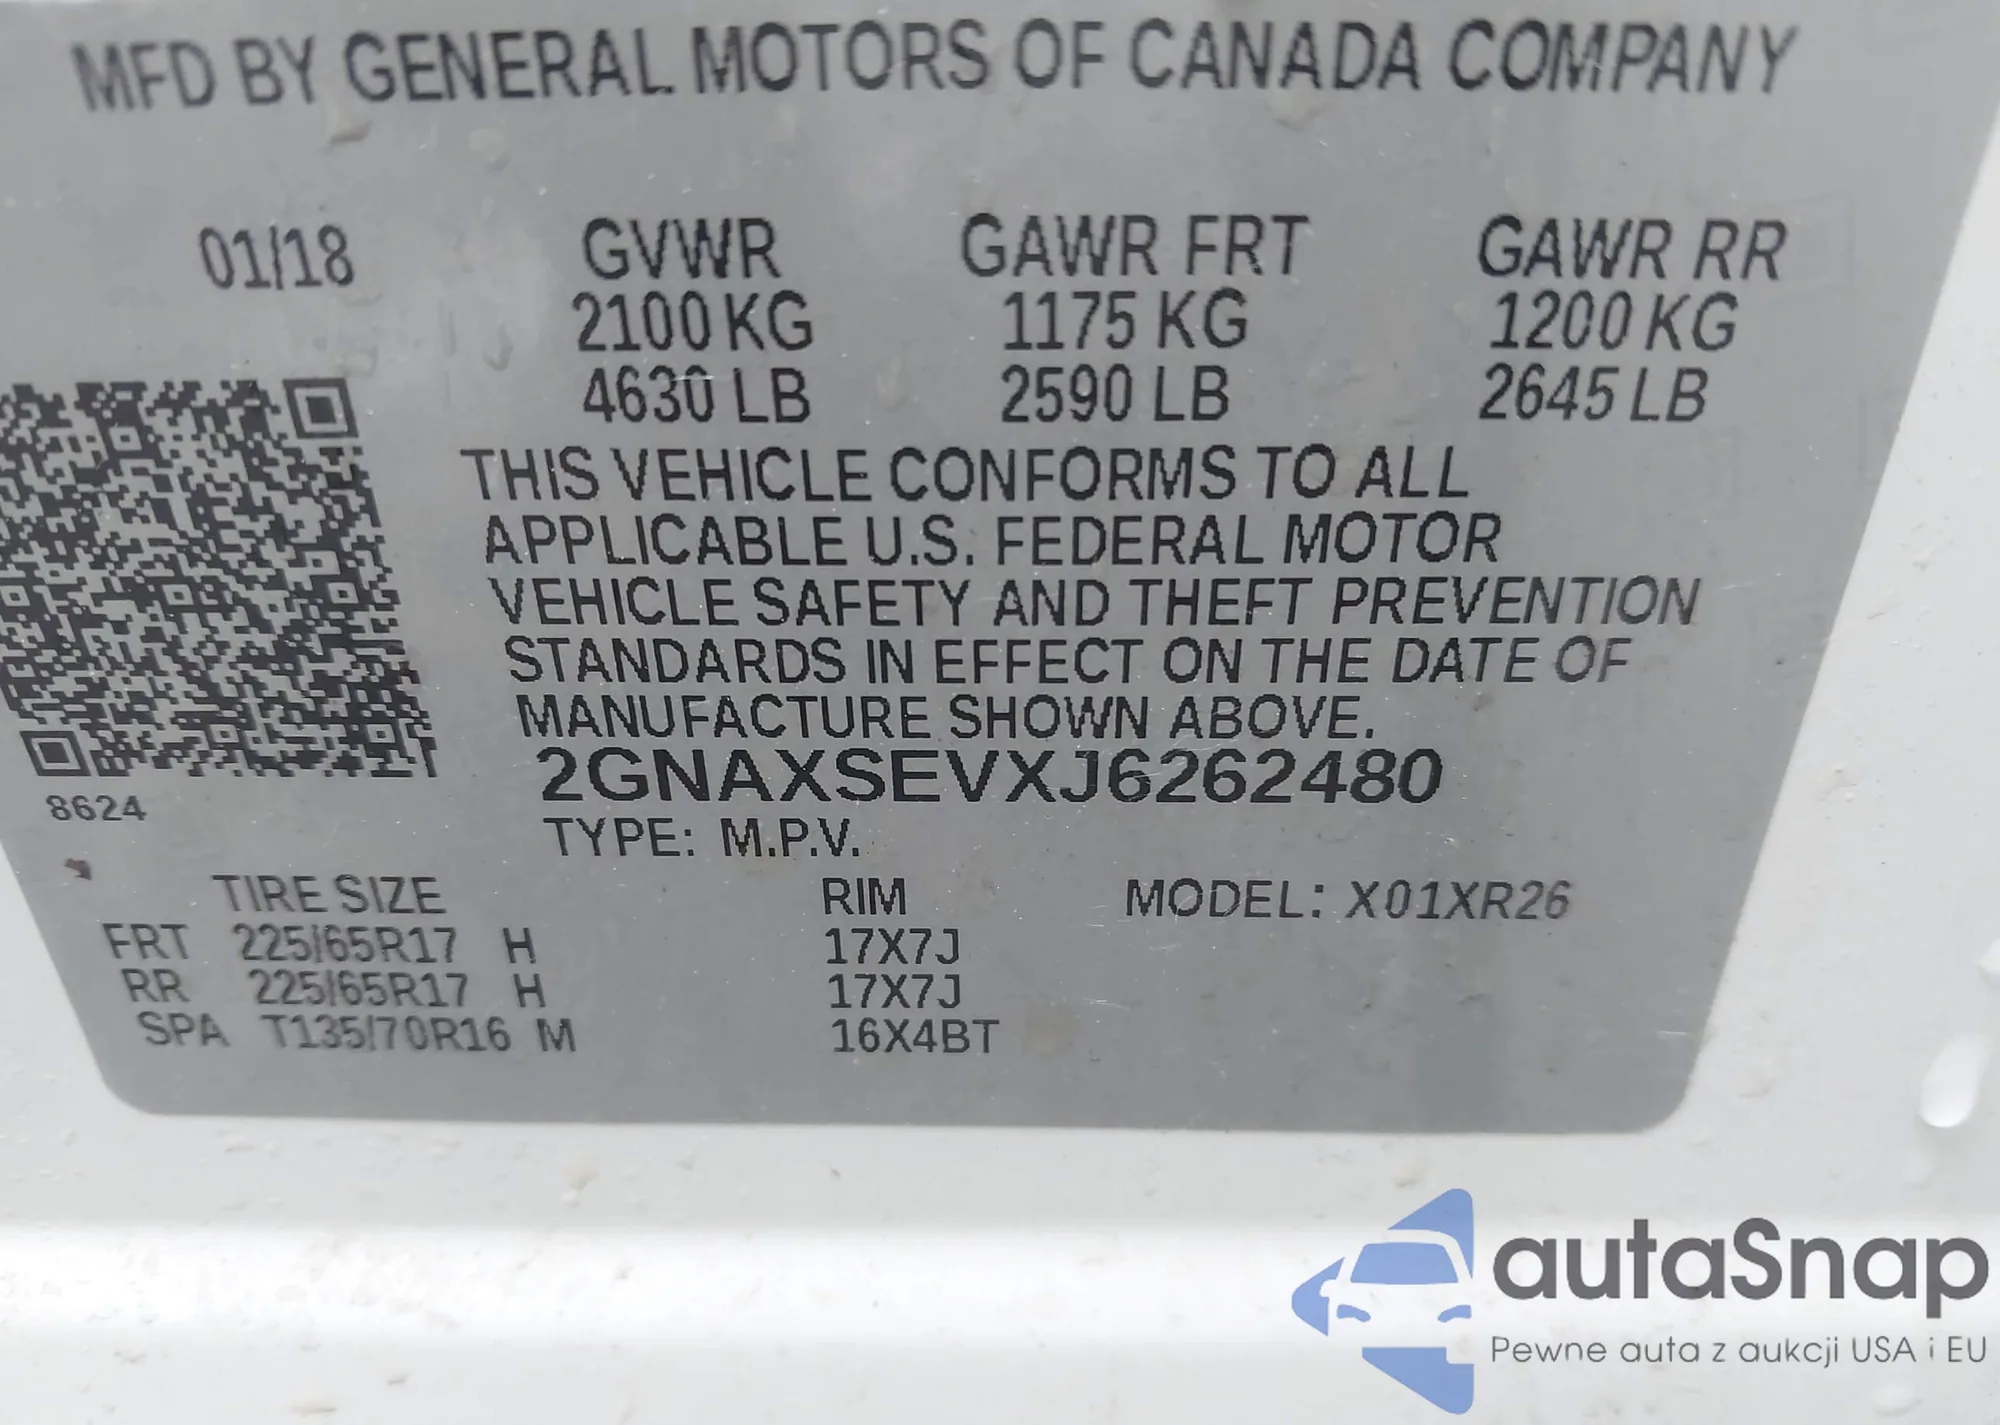 MFD BY GENERAL MOTORS OF CANADA COMPANY
01/18 GVWR GAWR FRT GAWR RR
2100 KG 1175 KG 1200 KG
4630 LB 2590 LB 2645 LB
THIS VEHICLE CONFORMS TO ALL
APPLICABLE U.S. FEDERAL MOTOR
VEHICLE SAFETY AND THEFT PREVENTION
STANDARDS IN EFFECT ON THE DATE OF
MANUFACTURE SHOWN ABOVE.
2GNAXSEVXJ6262480
8624
TYPE: M.P.V.
TIRE SIZE RIM MODEL: X01XR26
FRT 225/65R17 H 17X7J
RR 225/65R17 H 17X7J
SPA T135/70R16 M 16X4BT
autaSnap
Pewne auta z aukcji USA i EU